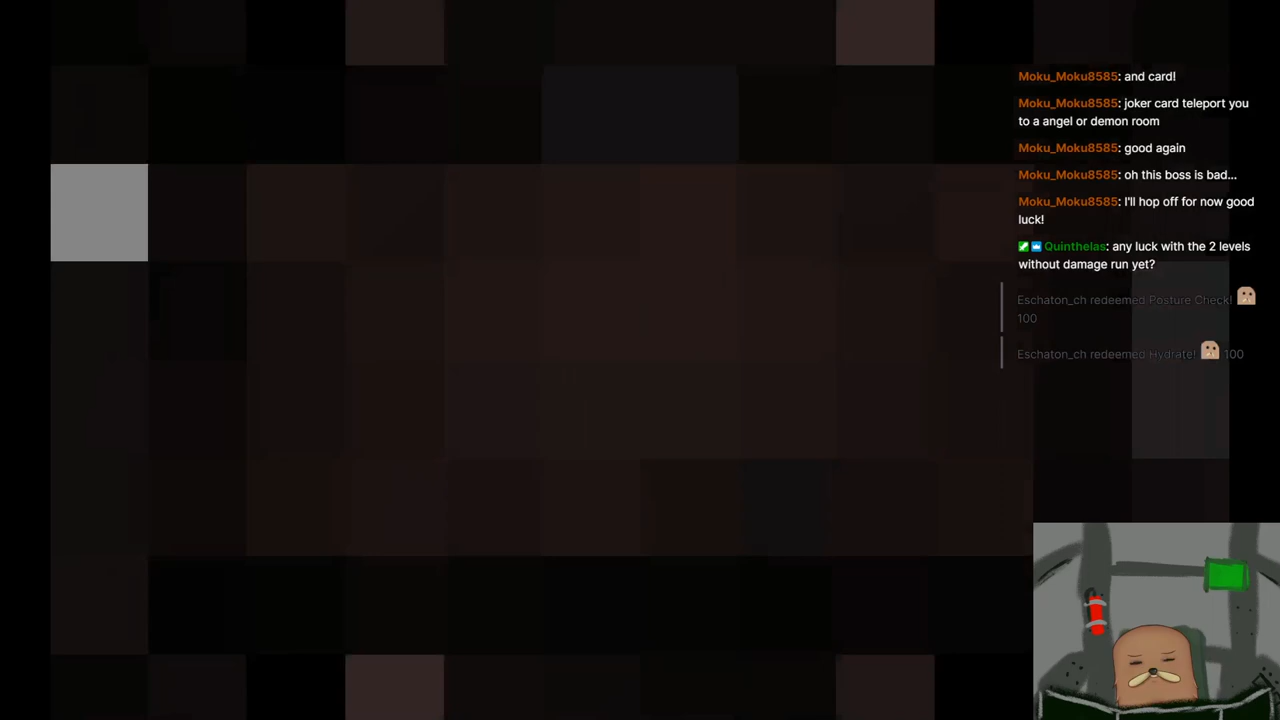 Moku_Moku8585: and card!
Moku_Moku8585: joker card teleport you
to a angel or demon room
Moku_Moku8585: good again
Moku_Moku8585: oh this boss is bad...
Moku_Moku8585: I'll hop off for now good
luck!
Quinthelas: any luck with the 2 levels
without damage run yet?
Eschaton_ch redeemed Posture Check!
100
Eschaton_ch redeemed Hydrate! 100